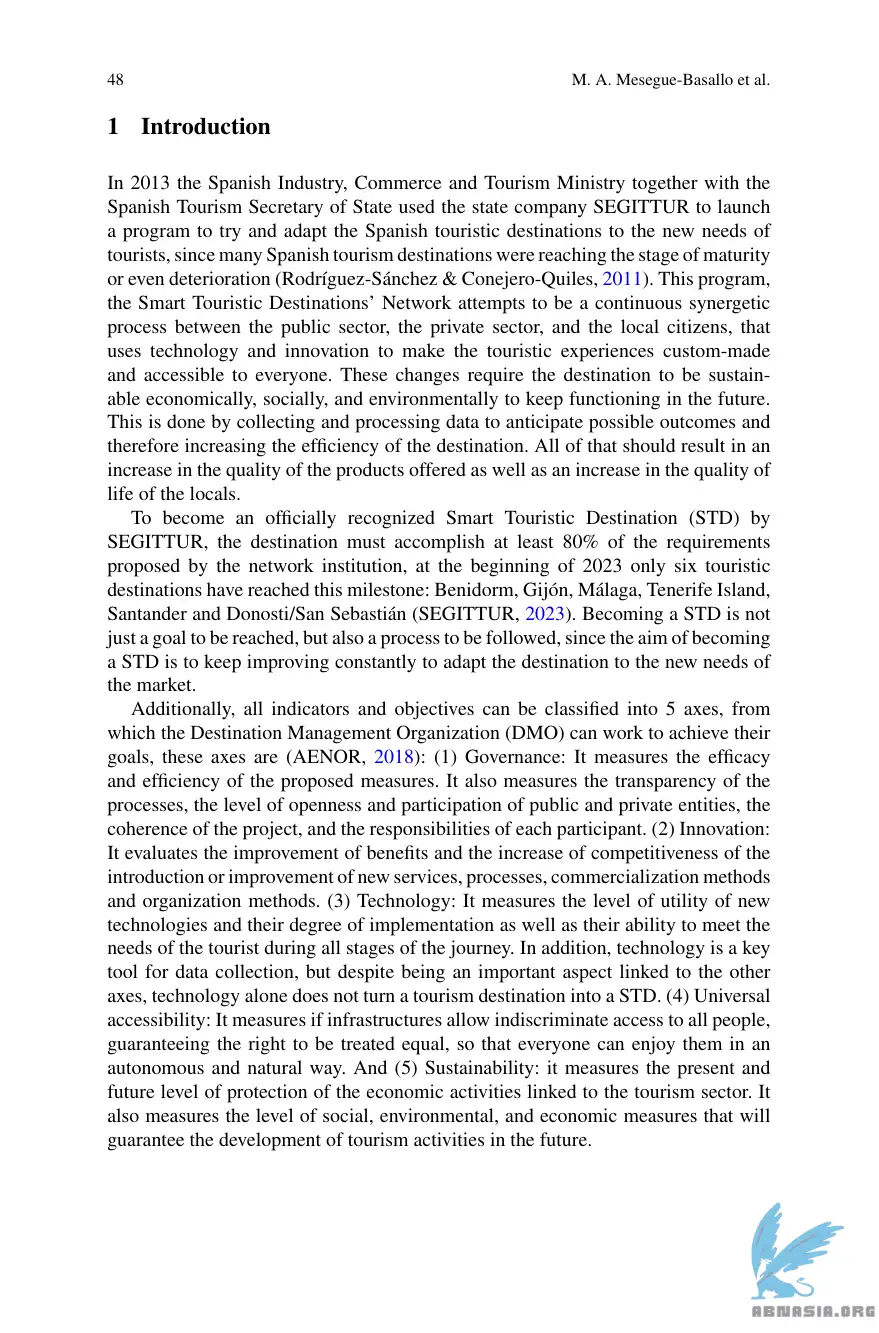 48
M. A. Mesegue-Basallo et al.
1 Introduction
In 2013 the Spanish Industry, Commerce and Tourism Ministry together with the
Spanish Tourism Secretary of State used the state company SEGITTUR to launch
a program to try and adapt the Spanish touristic destinations to the new needs of
tourists, since many Spanish tourism destinations were reaching the stage of maturity
or even deterioration (Rodríguez-Sánchez & Conejero-Quiles, 2011). This program,
the Smart Touristic Destinations’ Network attempts to be a continuous synergetic
process between the public sector, the private sector, and the local citizens, that
uses technology and innovation to make the touristic experiences custom-made
and accessible to everyone. These changes require the destination to be sustain-
able economically, socially, and environmentally to keep functioning in the future.
This is done by collecting and processing data to anticipate possible outcomes and
therefore increasing the efficiency of the destination. All of that should result in an
increase in the quality of the products offered as well as an increase in the quality of
life of the locals.
To become an officially recognized Smart Touristic Destination (STD) by
SEGITTUR, the destination must accomplish at least 80% of the requirements
proposed by the network institution, at the beginning of 2023 only six touristic
destinations have reached this milestone: Benidorm, Gijón, Málaga, Tenerife Island,
Santander and Donosti/San Sebastián (SEGITTUR, 2023). Becoming a STD is not
just a goal to be reached, but also a process to be followed, since the aim of becoming
a STD is to keep improving constantly to adapt the destination to the new needs of
the market.
Additionally, all indicators and objectives can be classified into 5 axes, from
which the Destination Management Organization (DMO) can work to achieve their
goals, these axes are (AENOR, 2018): (1) Governance: It measures the efficacy
and efficiency of the proposed measures. It also measures the transparency of the
processes, the level of openness and participation of public and private entities, the
coherence of the project, and the responsibilities of each participant. (2) Innovation:
It evaluates the improvement of benefits and the increase of competitiveness of the
introduction or improvement of new services, processes, commercialization methods
and organization methods. (3) Technology: It measures the level of utility of new
technologies and their degree of implementation as well as their ability to meet the
needs of the tourist during all stages of the journey. In addition, technology is a key
tool for data collection, but despite being an important aspect linked to the other
axes, technology alone does not turn a tourism destination into a STD. (4) Universal
accessibility: It measures if infrastructures allow indiscriminate access to all people,
guaranteeing the right to be treated equal, so that everyone can enjoy them in an
autonomous and natural way. And (5) Sustainability: it measures the present and
future level of protection of the economic activities linked to the tourism sector. It
also measures the level of social, environmental, and economic measures that will
guarantee the development of tourism activities in the future.
ABNASIA.ORG